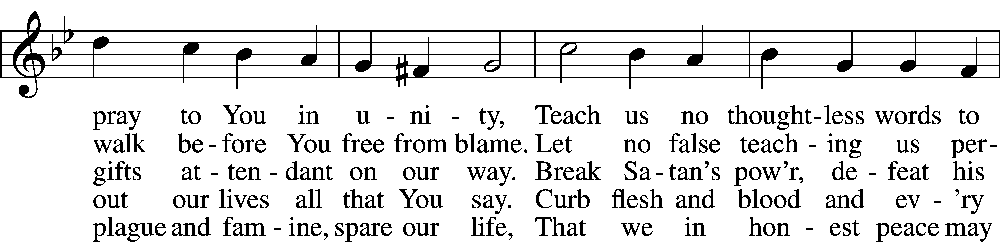 pray to You in u - ni - ty, Teach us no thought - less words to
walk be - fore You free from blame. Let no false teach - ing us per -
gifts at - ten - dant on our way. Break Sa - tan's pow'r, de - feat his
out our lives all that You say. Curb flesh and blood and ev - 'ry
plague and fam - ine, spare our life, That we in hon - est peace may